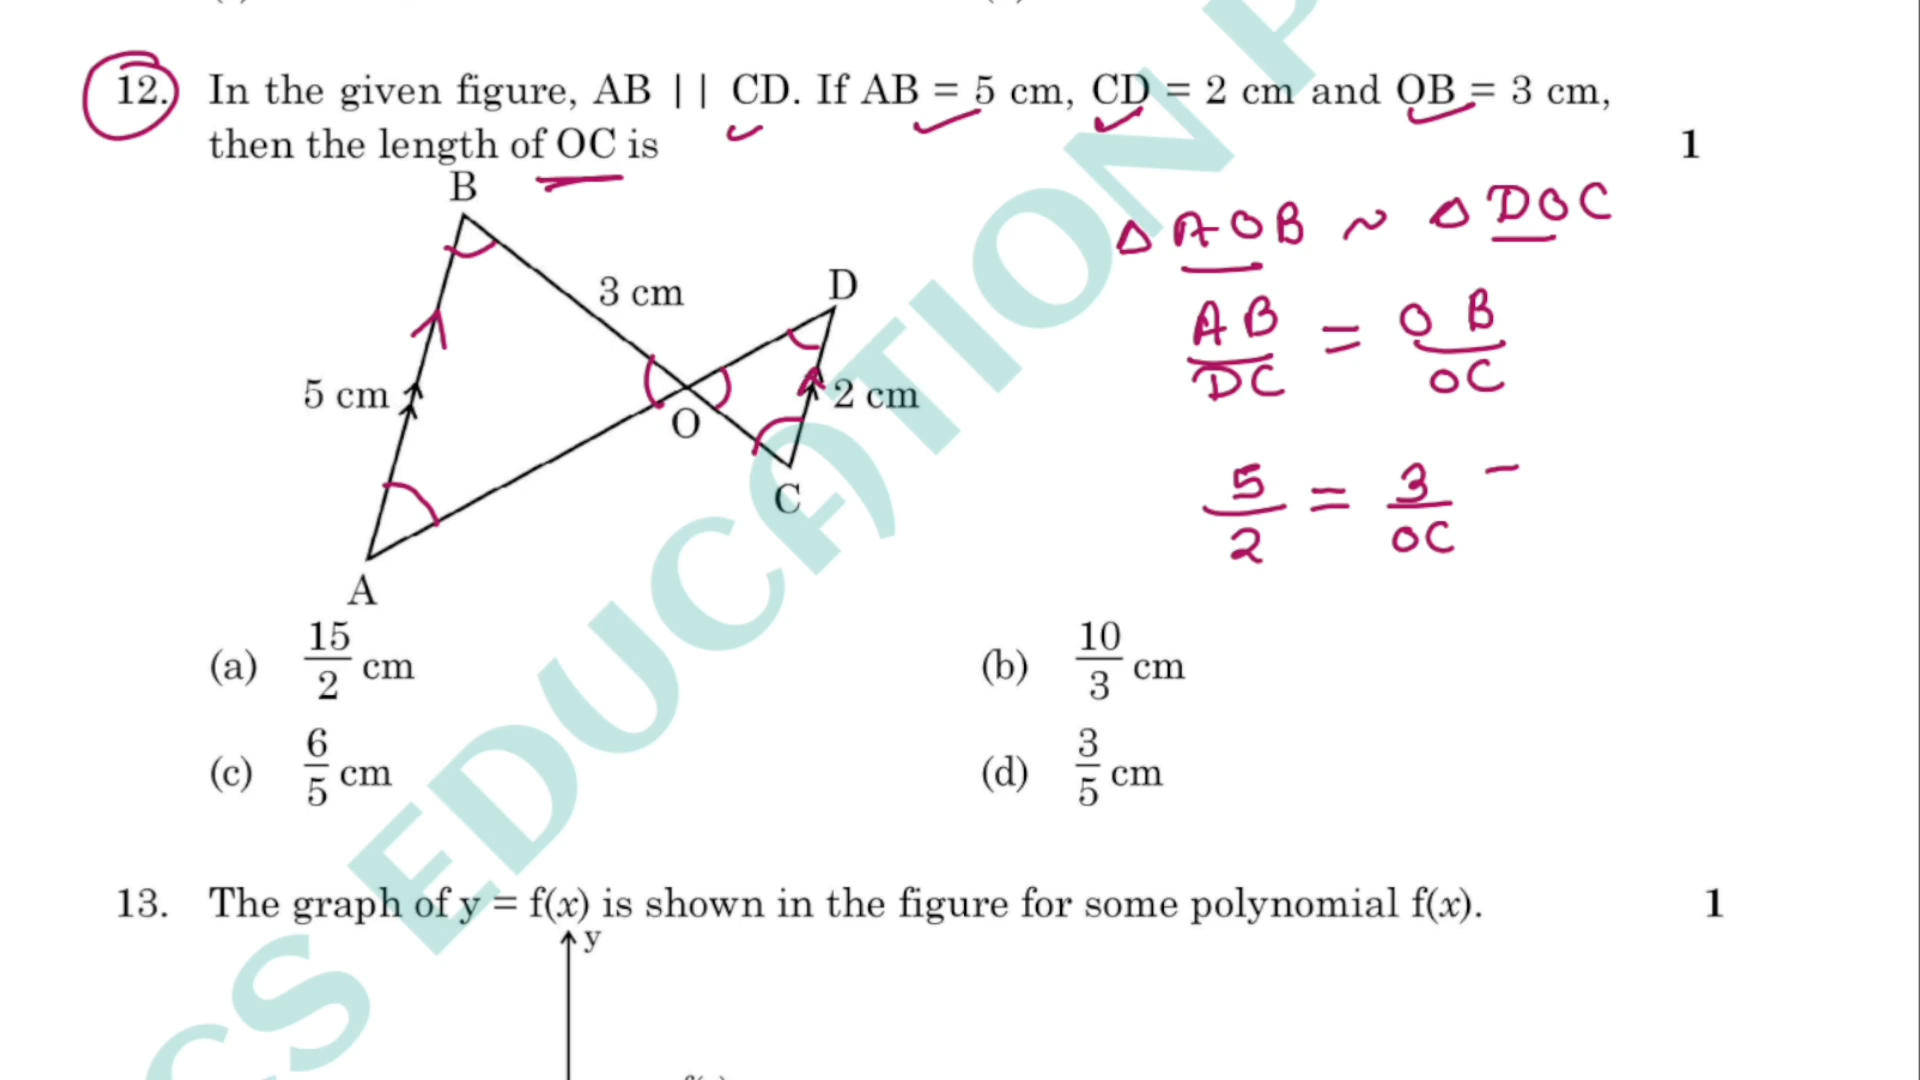 12. In the given figure, AB || CD. If AB = 5 cm, CD = 2 cm and OB = 3 cm,
then the length of OC is 1
B
3 cm
D
5 cm
2 cm
O
C
A
Δ AOB ~ Δ DOC
AB/DC = OB/OC
5/2 = 3/OC
(a) 15/2 cm
(b) 10/3 cm
(c) 6/5 cm
(d) 3/5 cm
13. The graph of y = f(x) is shown in the figure for some polynomial f(x). 1
y
CS EDUCATION P